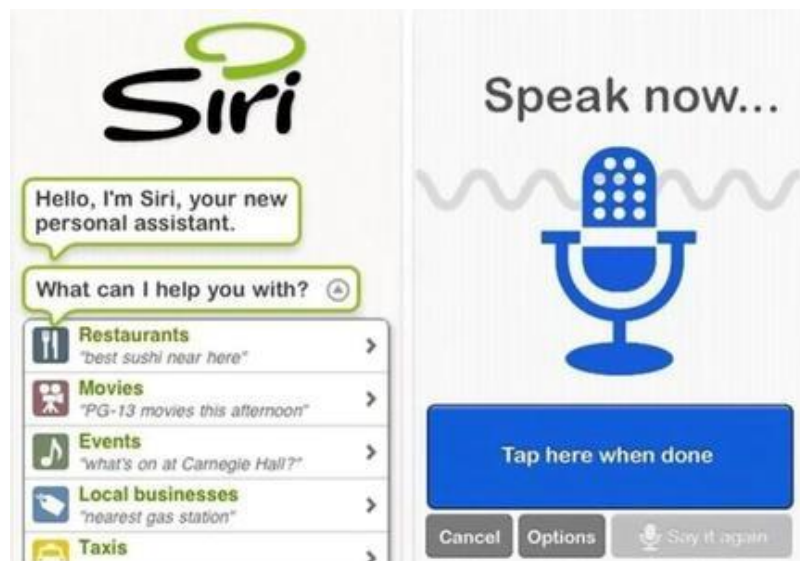 Siri
Hello, I'm Siri, your new
personal assistant.
What can I help you with?
Restaurants
"best sushi near here"
Movies
"PG-13 movies this afternoon"
Events
"what's on at Carnegie Hall?"
Local businesses
"nearest gas station"
Taxis
Speak now...
Tap here when done
Cancel
Options
Say it again